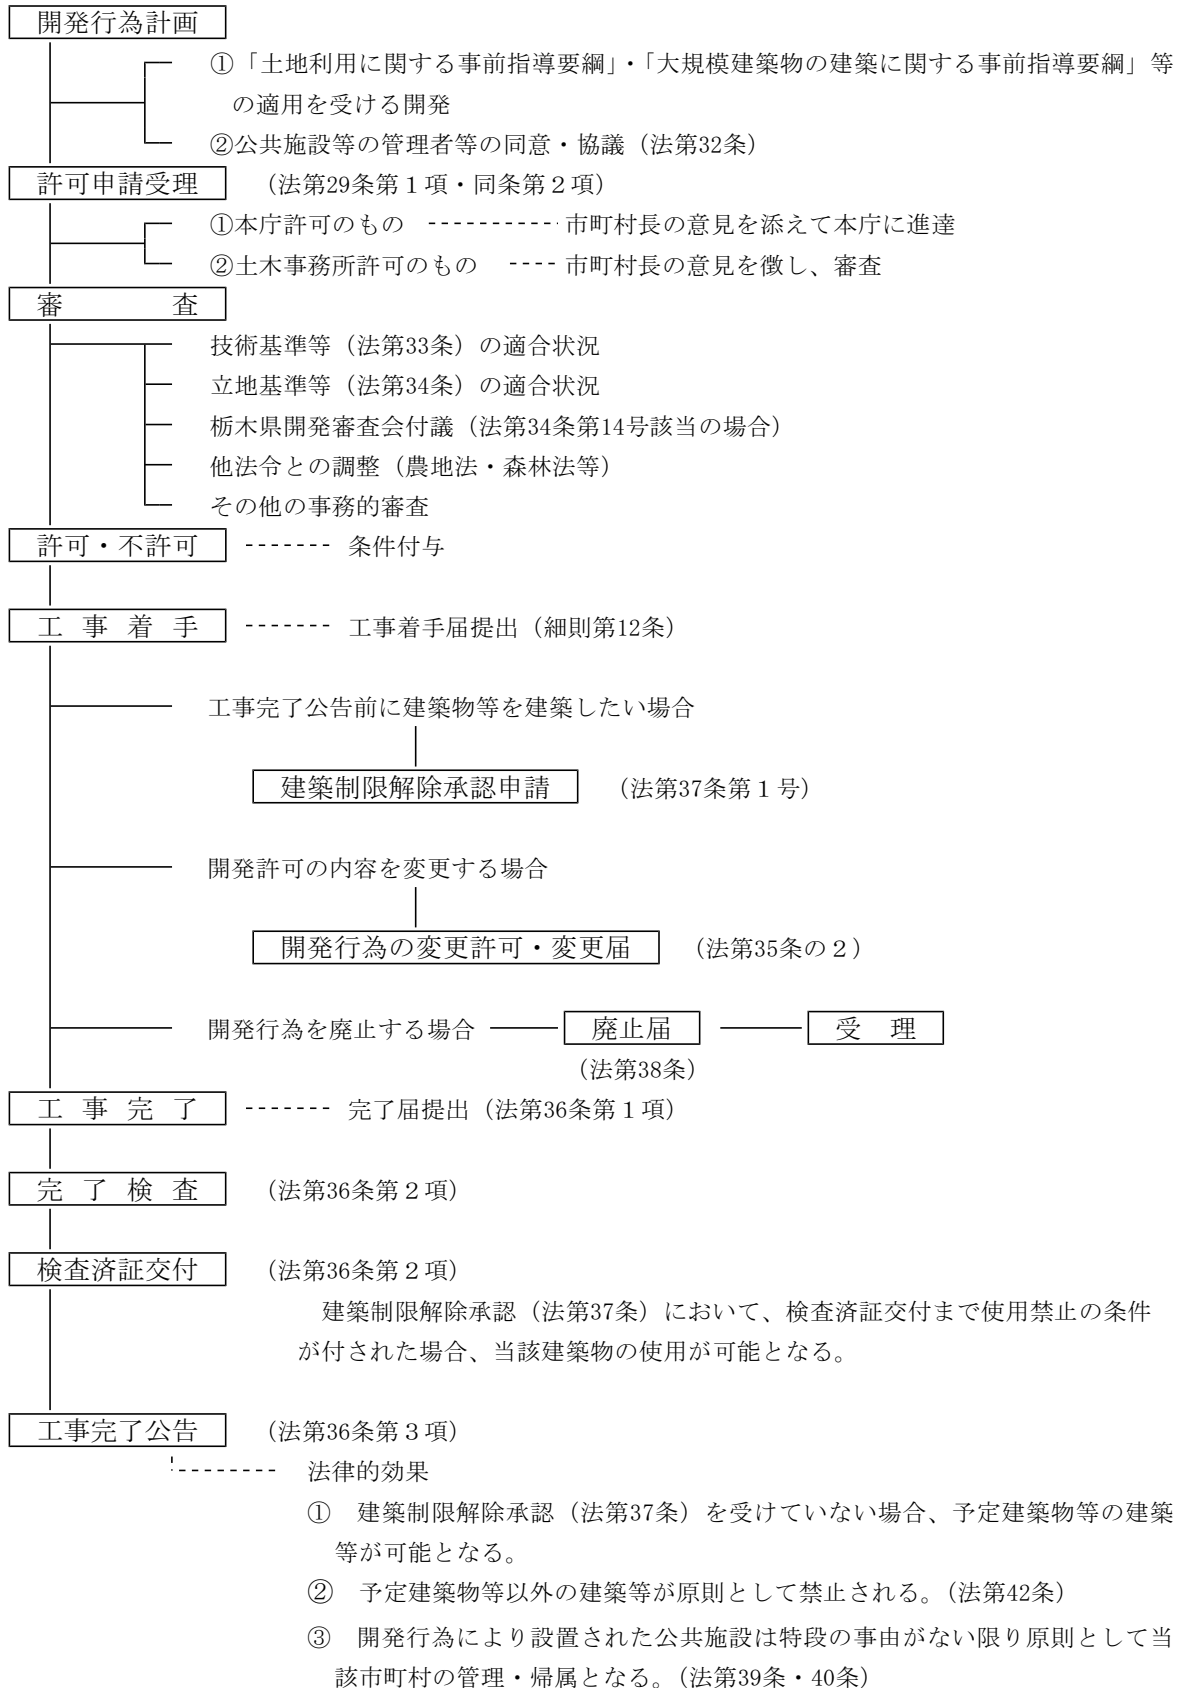 開発行為計画
①「土地利用に関する事前指導要綱」・「大規模建築物の建築に関する事前指導要綱」等
の適用を受ける開発
②公共施設等の管理者等の同意・協議（法第32条）
許可申請受理 （法第29条第１項・同条第２項）
①本庁許可のもの ----------- 市町村長の意見を添えて本庁に進達
②土木事務所許可のもの ---- 市町村長の意見を徴し、審査
審 査
技術基準等（法第33条）の適合状況
立地基準等（法第34条）の適合状況
栃木県開発審査会付議（法第34条第14号該当の場合）
他法令との調整（農地法・森林法等）
その他の事務的審査
許可・不許可 ------- 条件付与
工 事 着 手 ------- 工事着手届提出（細則第12条）
工事完了公告前に建築物等を建築したい場合
建築制限解除承認申請 （法第37条第１号）
開発許可の内容を変更する場合
開発行為の変更許可・変更届 （法第35条の２）
開発行為を廃止する場合 廃止届 受 理
（法第38条）
工 事 完 了 ------- 完了届提出（法第36条第１項）
完 了 検 査 （法第36条第２項）
検査済証交付 （法第36条第２項）
建築制限解除承認（法第37条）において、検査済証交付まで使用禁止の条件
が付された場合、当該建築物の使用が可能となる。
工事完了公告 （法第36条第３項）
法律的効果
① 建築制限解除承認（法第37条）を受けていない場合、予定建築物等の建築
等が可能となる。
② 予定建築物等以外の建築等が原則として禁止される。（法第42条）
③ 開発行為により設置された公共施設は特段の事由がない限り原則として当
該市町村の管理・帰属となる。（法第39条・40条）